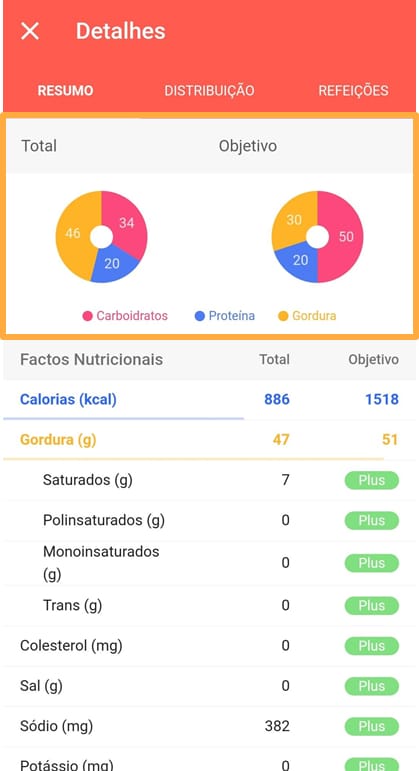 Detalhes
RESUMO DISTRIBUIÇÃO REFEIÇÕES
Total Objetivo
46 34 20
30 50 20
Carboidratos Proteína Gordura
Factos Nutricionais Total Objetivo
Calorias (kcal) 886 1518
Gordura (g) 47 51
Saturados (g) 7 Plus
Polinsaturados (g) 0 Plus
Monoinsaturados
(g) 0 Plus
Trans (g) 0 Plus
Colesterol (mg) 0 Plus
Sal (g) 0 Plus
Sódio (mg) 382 Plus
Potássio (mg) 0 Plus